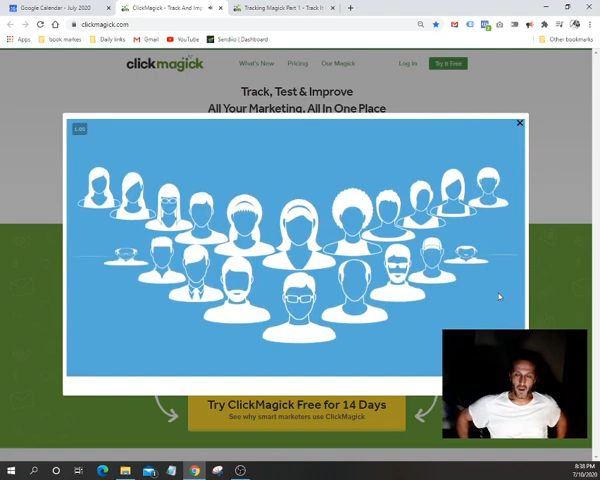 Google Calendar - July 2020
ClickMagick - Track And Imp
Tracking Magick Part 1 - Track It
clickmagick.com
Apps
book markes
Daily links
Gmail
YouTube
Sendiio | Dashboard
Other bookmarks
clickmagick
What's New
Pricing
Our Magick
Log In
Try It Free
Track, Test & Improve
All Your Marketing, All In One Place
1.00
Try ClickMagick Free for 14 Days
See why smart marketers use ClickMagick
8:38 PM
7/10/2020